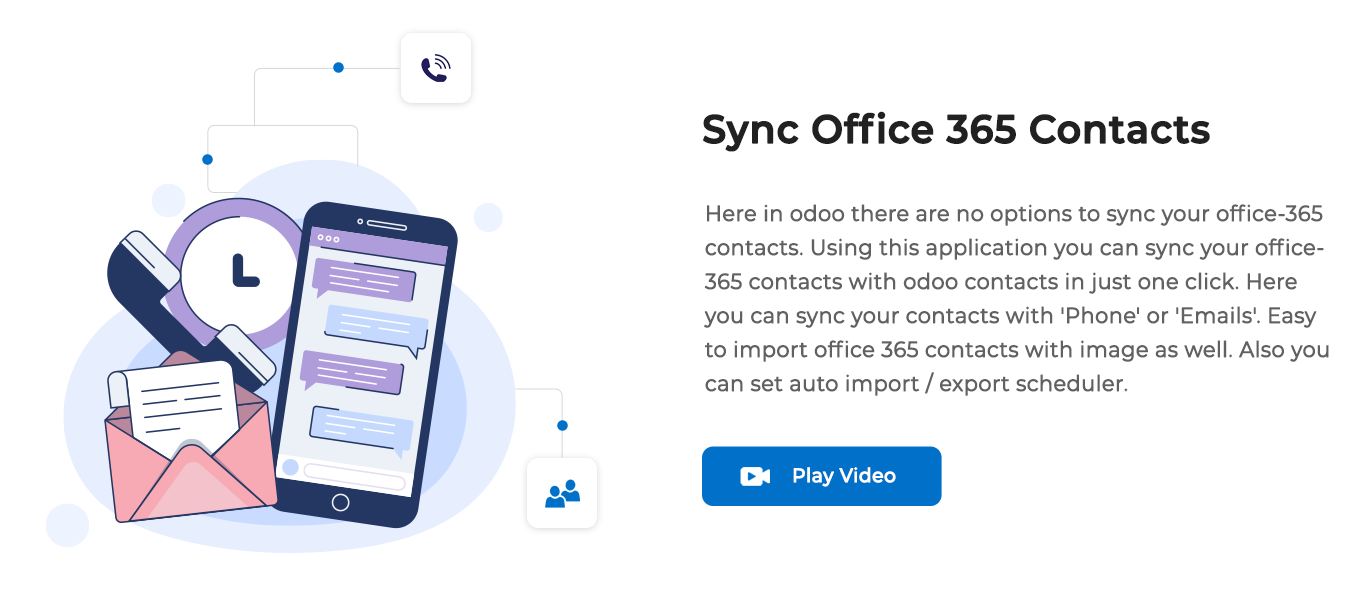 Sync Office 365 Contacts
Here in odoo there are no options to sync your office-365
contacts. Using this application you can sync your office-
365 contacts with odoo contacts in just one click. Here
you can sync your contacts with 'Phone' or 'Emails'. Easy
to import office 365 contacts with image as well. Also you
can set auto import / export scheduler.
Play Video